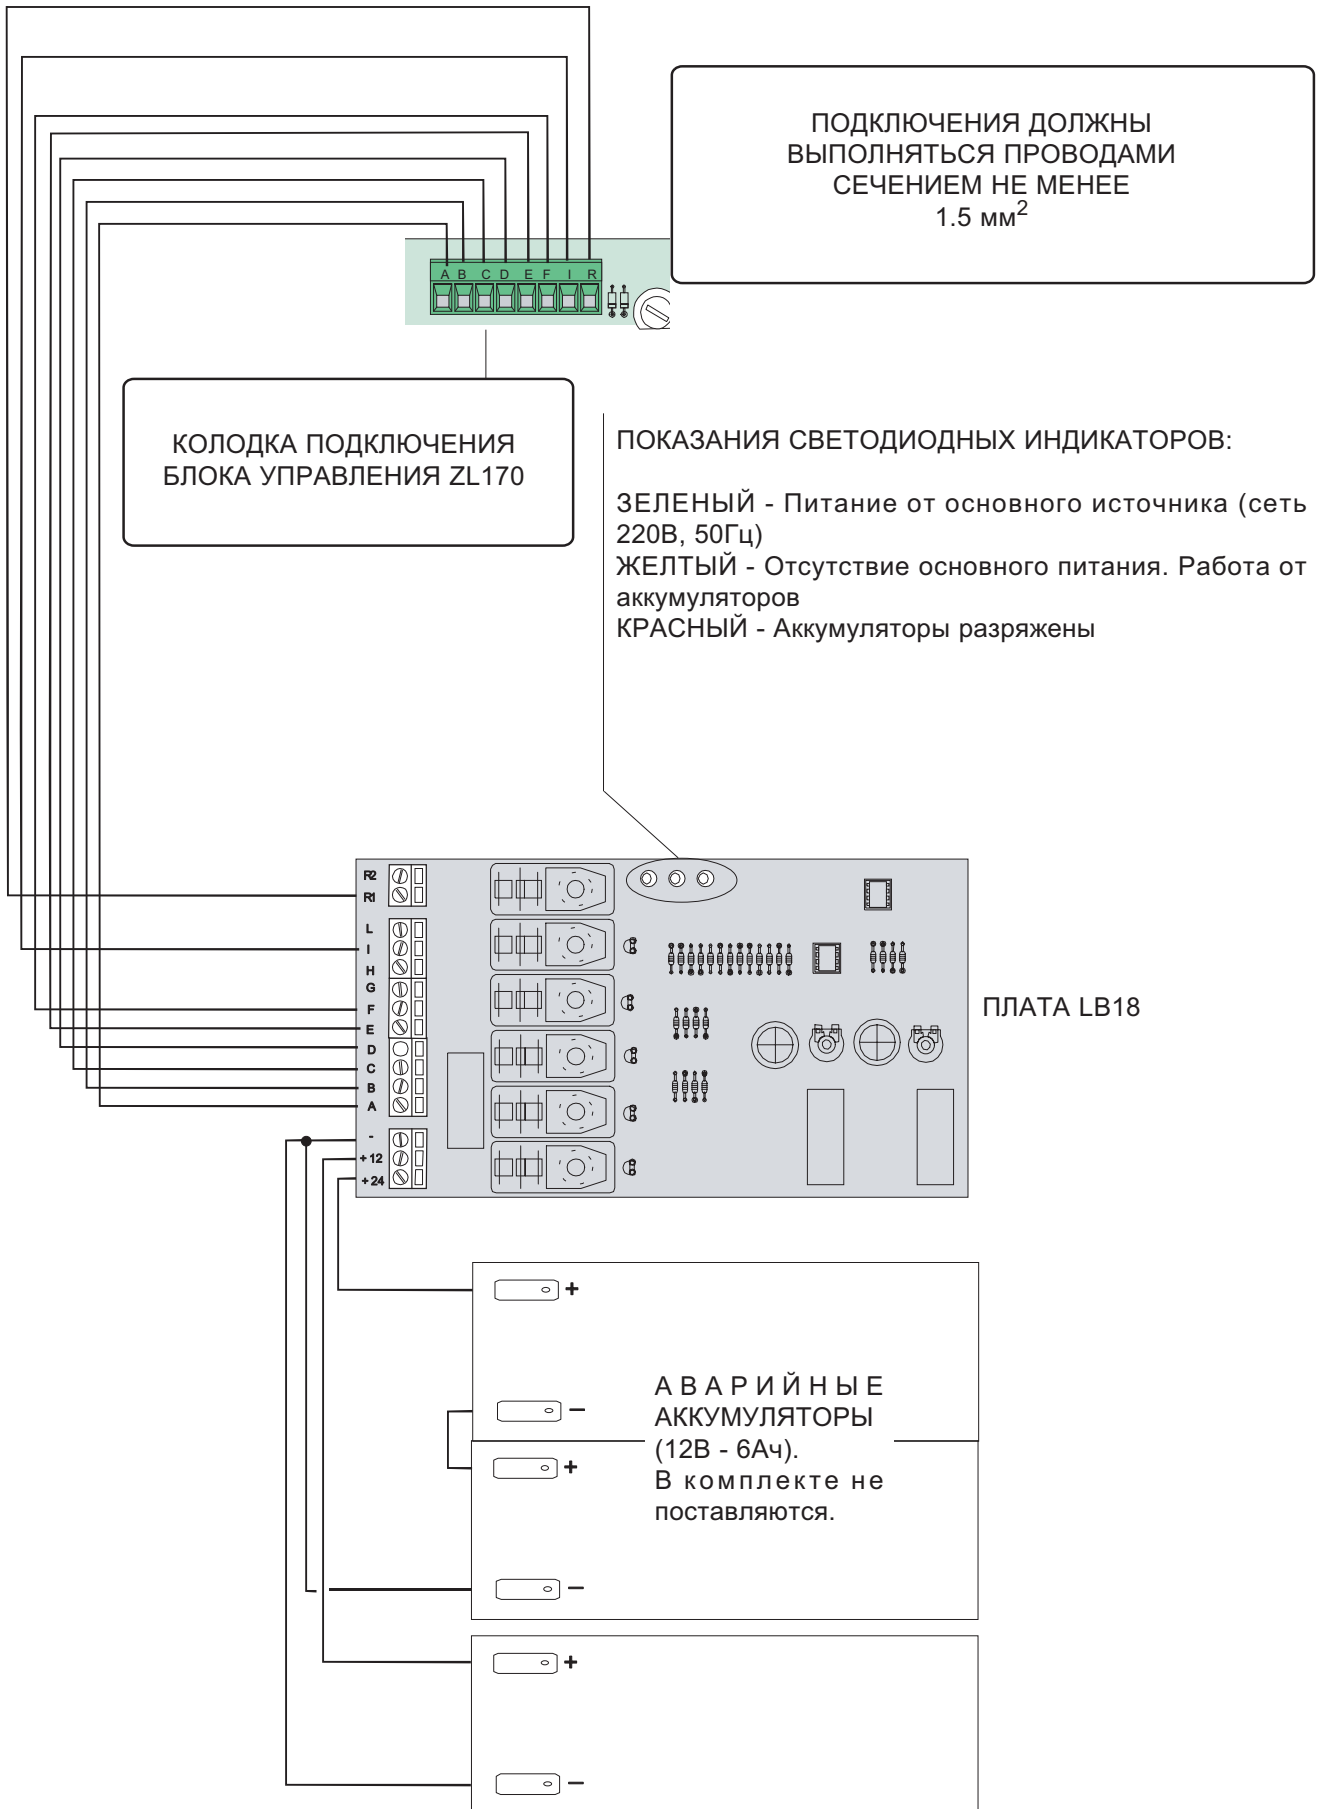 ПОДКЛЮЧЕНИЯ ДОЛЖНЫ
ВЫПОЛНЯТЬСЯ ПРОВОДАМИ
СЕЧЕНИЕМ НЕ МЕНЕЕ
1.5 мм²
A B C D E F I R
КОЛОДКА ПОДКЛЮЧЕНИЯ
БЛОКА УПРАВЛЕНИЯ ZL170
ПОКАЗАНИЯ СВЕТОДИОДНЫХ ИНДИКАТОРОВ:
ЗЕЛЕНЫЙ - Питание от основного источника (сеть
220В, 50Гц)
ЖЕЛТЫЙ - Отсутствие основного питания. Работа от
аккумуляторов
КРАСНЫЙ - Аккумуляторы разряжены
R2
R1
L
I
H
G
F
E
D
C
B
A
-
+12
+24
ПЛАТА LB18
+
–
+
–
АВАРИЙНЫЕ
АККУМУЛЯТОРЫ
(12В - 6Ач).
В комплекте не
поставляются.
+
–